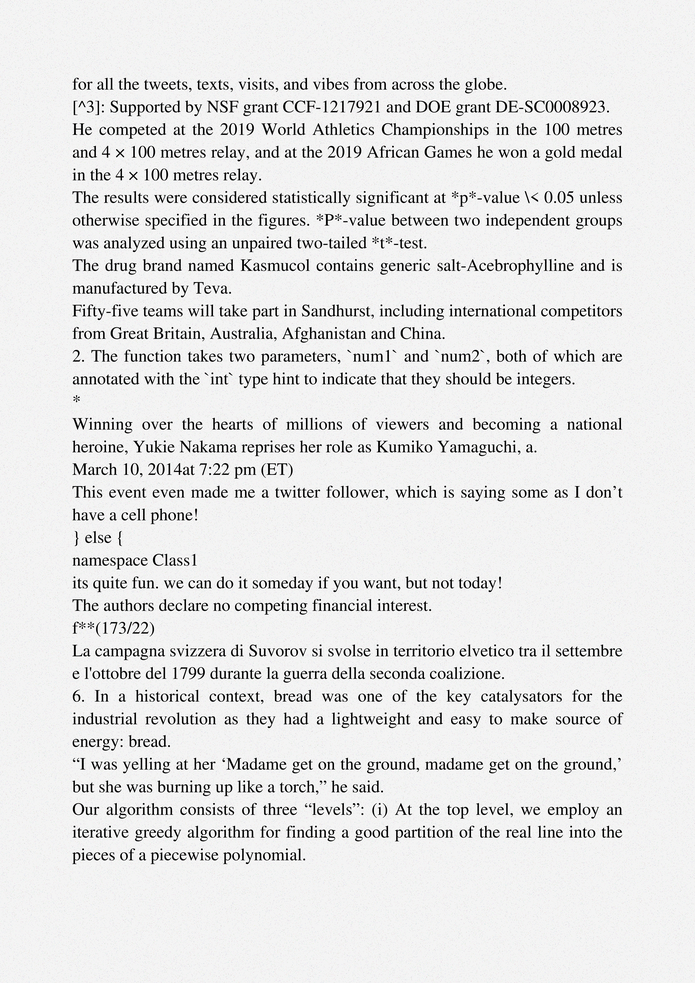 for all the tweets, texts, visits, and vibes from across the globe.
[^3]: Supported by NSF grant CCF-1217921 and DOE grant DE-SC0008923.
He competed at the 2019 World Athletics Championships in the 100 metres
and 4 × 100 metres relay, and at the 2019 African Games he won a gold medal
in the 4 × 100 metres relay.
The results were considered statistically significant at *p*-value \< 0.05 unless
otherwise specified in the figures. *P*-value between two independent groups
was analyzed using an unpaired two-tailed *t*-test.
The drug brand named Kasmucol contains generic salt-Acebrophylline and is
manufactured by Teva.
Fifty-five teams will take part in Sandhurst, including international competitors
from Great Britain, Australia, Afghanistan and China.
2. The function takes two parameters, `num1` and `num2`, both of which are
annotated with the `int` type hint to indicate that they should be integers.
*
Winning over the hearts of millions of viewers and becoming a national
heroine, Yukie Nakama reprises her role as Kumiko Yamaguchi, a.
March 10, 2014at 7:22 pm (ET)
This event even made me a twitter follower, which is saying some as I don’t
have a cell phone!
} else {
namespace Class1
its quite fun. we can do it someday if you want, but not today!
The authors declare no competing financial interest.
f**(173/22)
La campagna svizzera di Suvorov si svolse in territorio elvetico tra il settembre
e l'ottobre del 1799 durante la guerra della seconda coalizione.
6. In a historical context, bread was one of the key catalysators for the
industrial revolution as they had a lightweight and easy to make source of
energy: bread.
“I was yelling at her ‘Madame get on the ground, madame get on the ground,’
but she was burning up like a torch,” he said.
Our algorithm consists of three “levels”: (i) At the top level, we employ an
iterative greedy algorithm for finding a good partition of the real line into the
pieces of a piecewise polynomial.